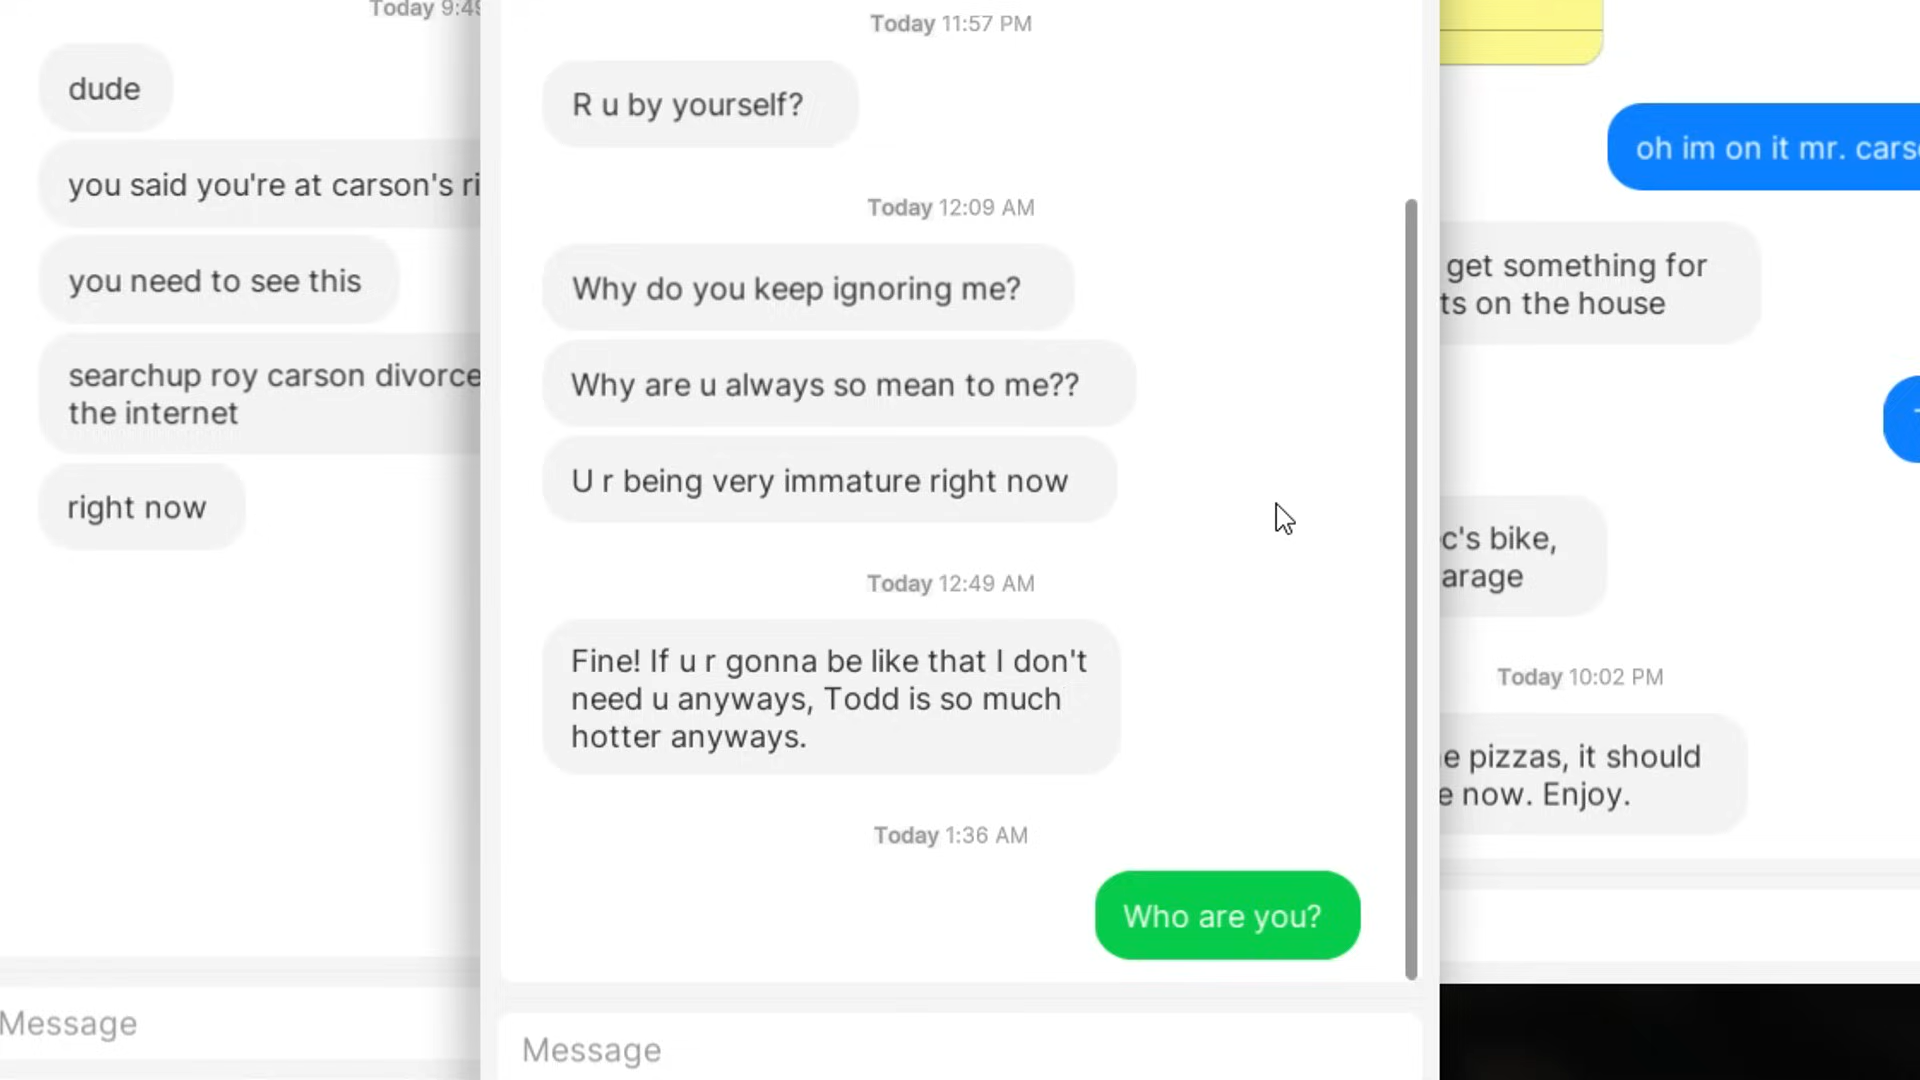 Today 9:49
dude
you said you're at carson's ri
you need to see this
searchup roy carson divorce
the internet
right now
Message
Today 11:57 PM
R u by yourself?
Today 12:09 AM
Why do you keep ignoring me?
Why are u always so mean to me??
U r being very immature right now
Today 12:49 AM
Fine! If u r gonna be like that I don't
need u anyways, Todd is so much
hotter anyways.
Today 1:36 AM
Who are you?
Message
oh im on it mr. cars
get something for
ts on the house
c's bike,
arage
Today 10:02 PM
e pizzas, it should
e now. Enjoy.